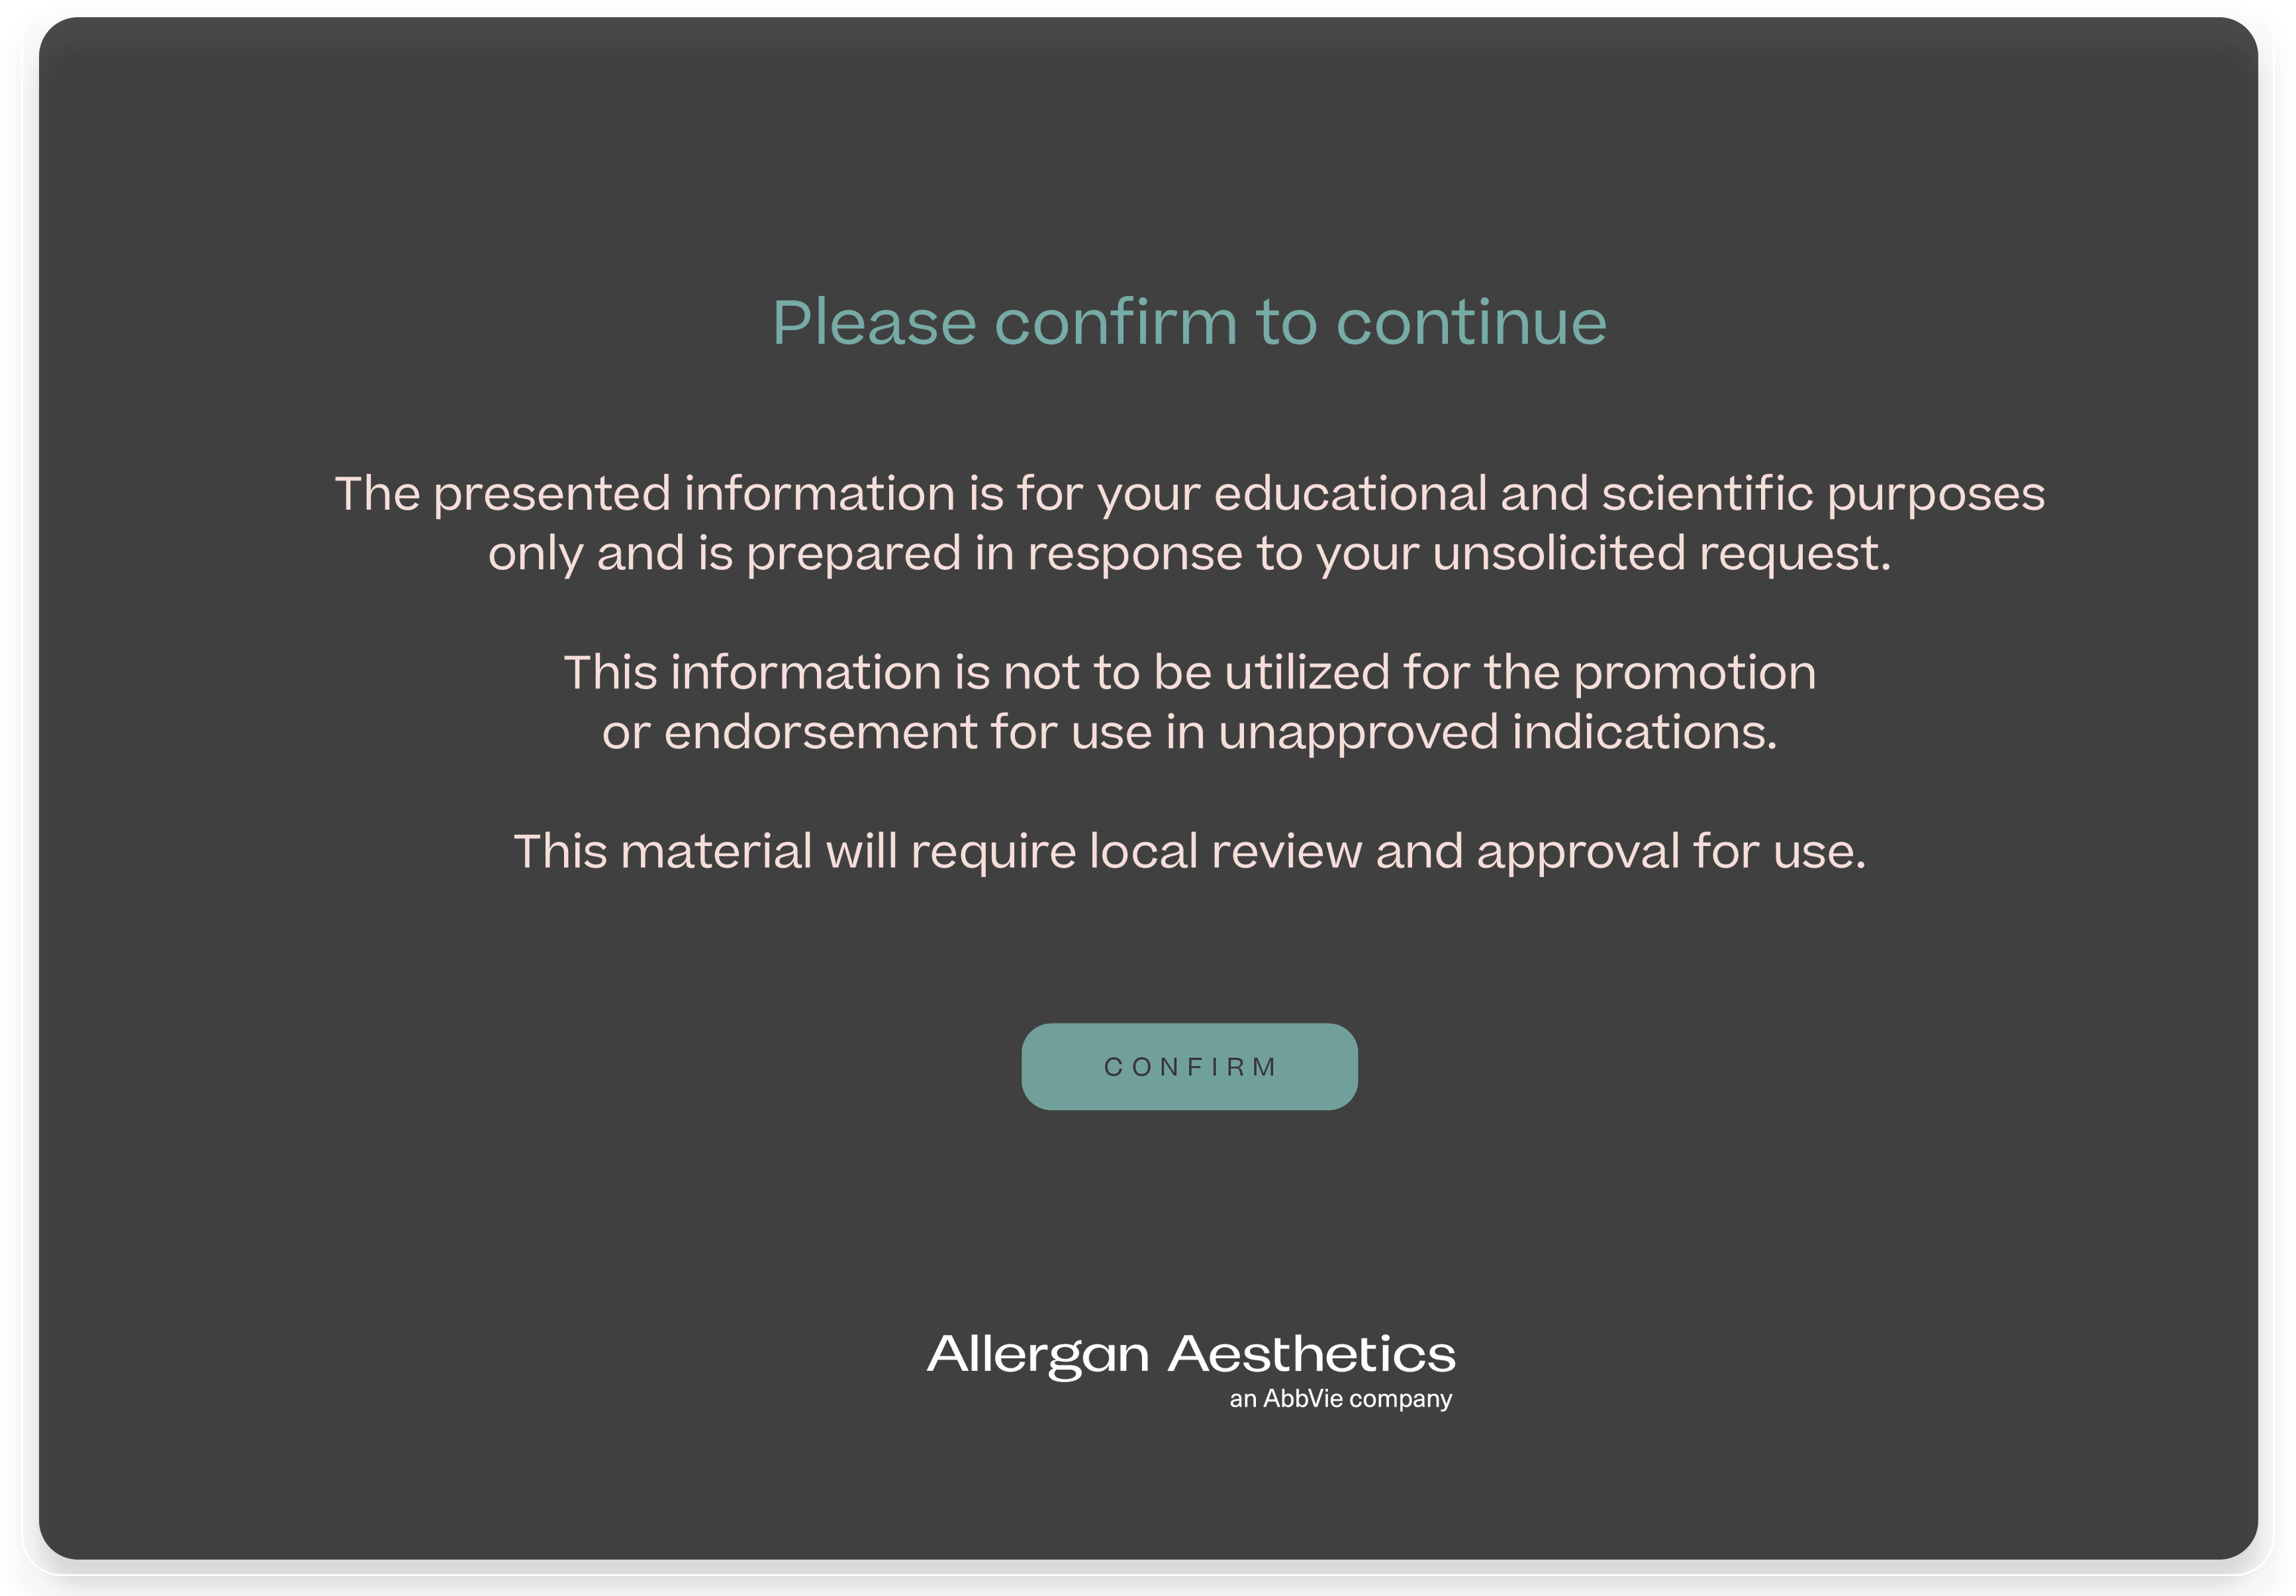 Please confirm to continue
The presented information is for your educational and scientific purposes
only and is prepared in response to your unsolicited request.
This information is not to be utilized for the promotion
or endorsement for use in unapproved indications.
This material will require local review and approval for use.
CONFIRM
Allergan Aesthetics
an AbbVie company